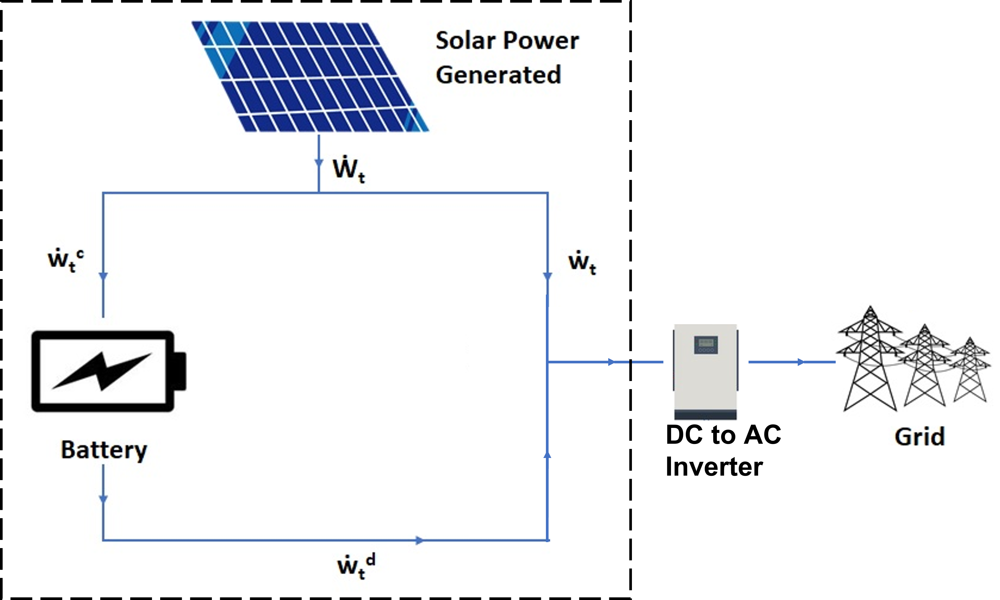 Solar Power
Generated
Ẇt
ẇtᶜ
ẇt
Battery
DC to AC
Inverter
Grid
ẇtᵈ